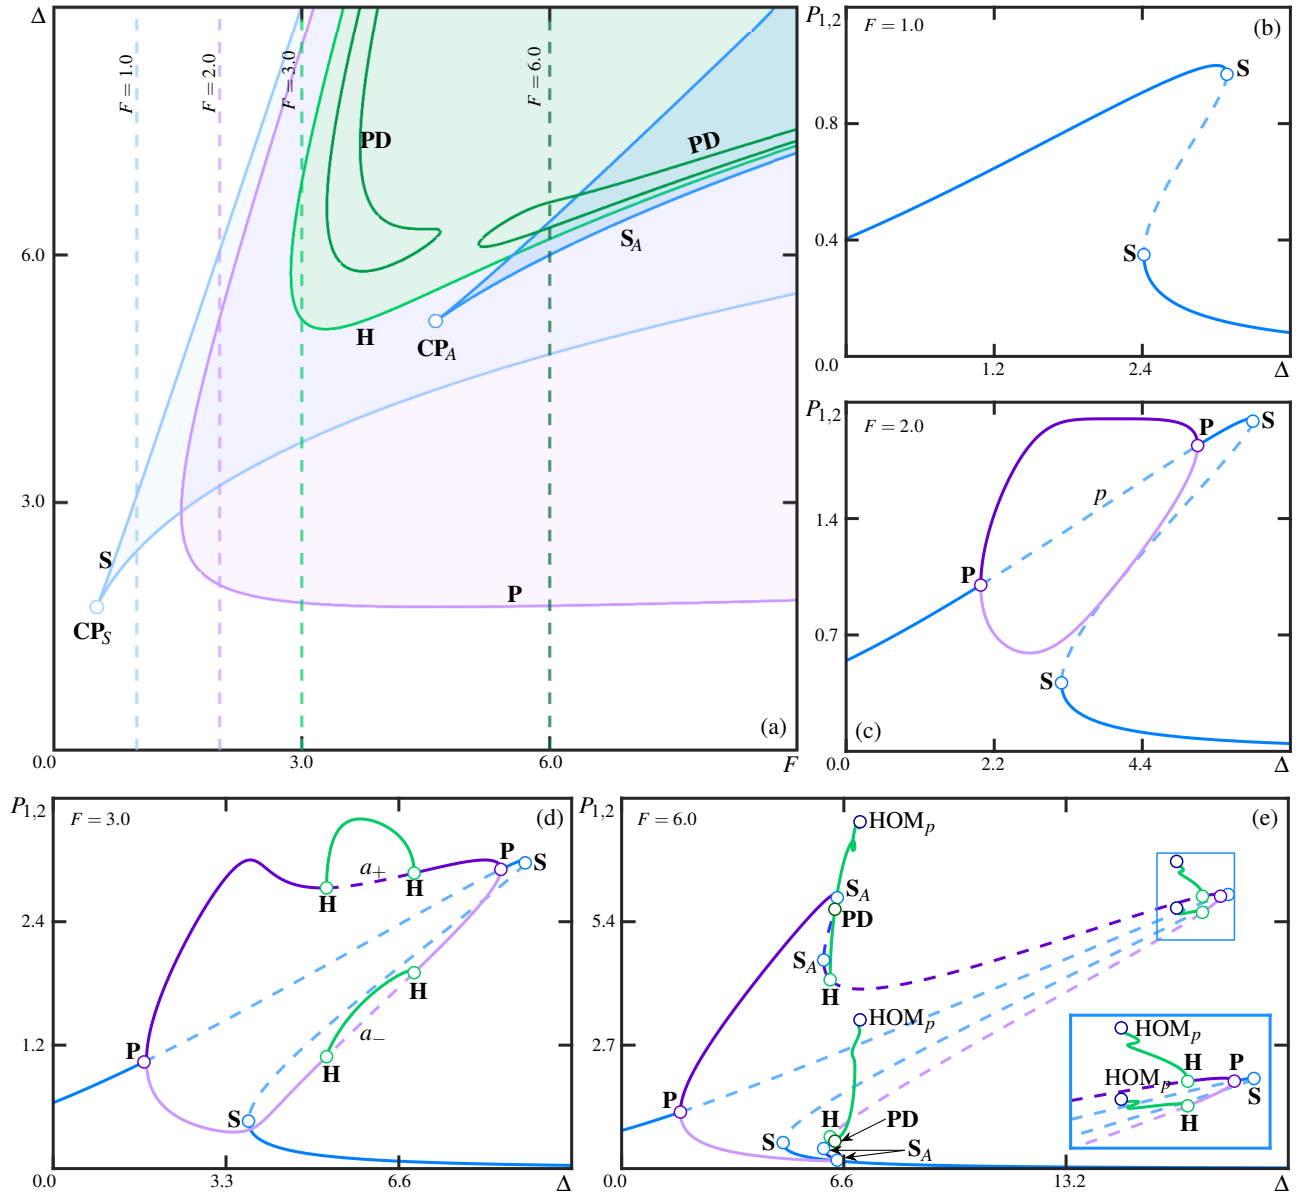 Δ
F = 1.0
F = 2.0
F = 3.0
F = 6.0
PD
PD
6.0
S_A
H
CP_A
3.0
S
P
CP_S
(a)
0.0
3.0
6.0
F
P_{1,2}
F = 1.0
(b)
S
0.8
0.4
S
0.0
1.2
2.4
Δ
P_{1,2}
F = 2.0
P
S
p
1.4
P
0.7
S
(c)
0.0
2.2
4.4
Δ
P_{1,2}
F = 3.0
(d)
P
S
a_+
H
H
2.4
H
a_−
1.2
P
H
S
0.0
3.3
6.6
Δ
P_{1,2}
F = 6.0
(e)
HOM_p
S_A
5.4
PD
S_A
H
HOM_p
2.7
HOM_p
H
P
HOM_p
S
H
P
H
PD
S
S_A
0.0
6.6
13.2
Δ